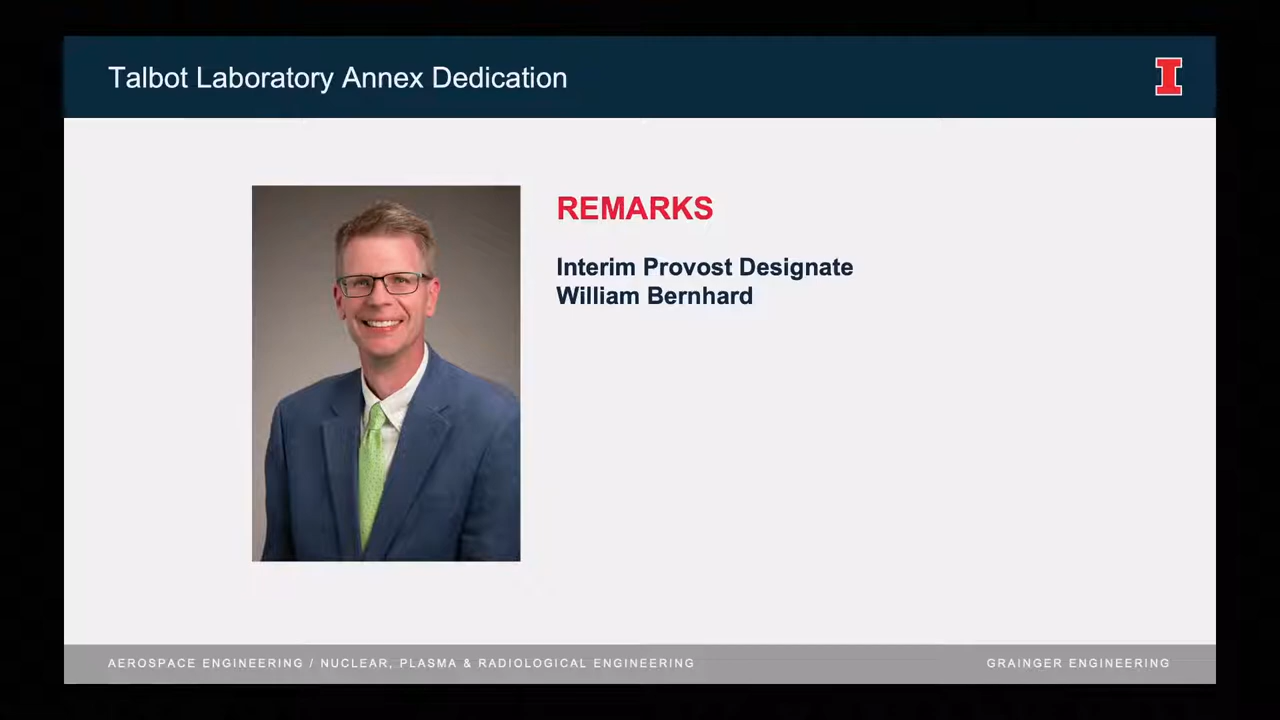 Talbot Laboratory Annex Dedication
I
REMARKS
Interim Provost Designate
William Bernhard
AEROSPACE ENGINEERING / NUCLEAR, PLASMA & RADIOLOGICAL ENGINEERING
GRAINGER ENGINEERING